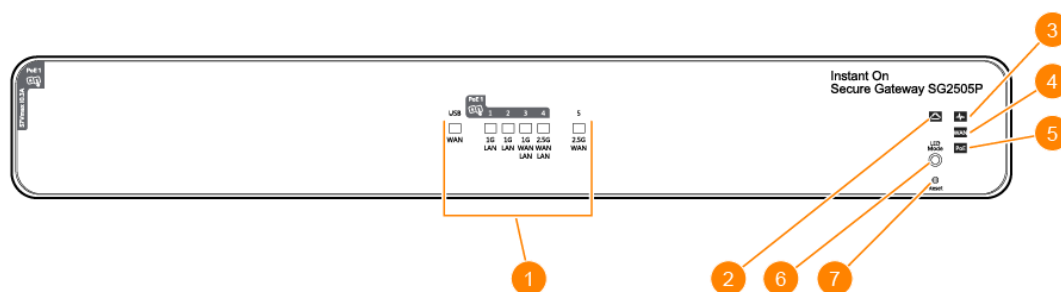 3
Instant On
Secure Gateway SG2505P
4
PoE 1
57Vmax 10.3A
USB
PoE 1
1
2
3
4
5
WAN
1G
LAN
1G
LAN
1G
WAN
LAN
2.5G
WAN
LAN
2.5G
WAN
WAN
PoE
5
LED
Mode
Reset
1
2
6
7